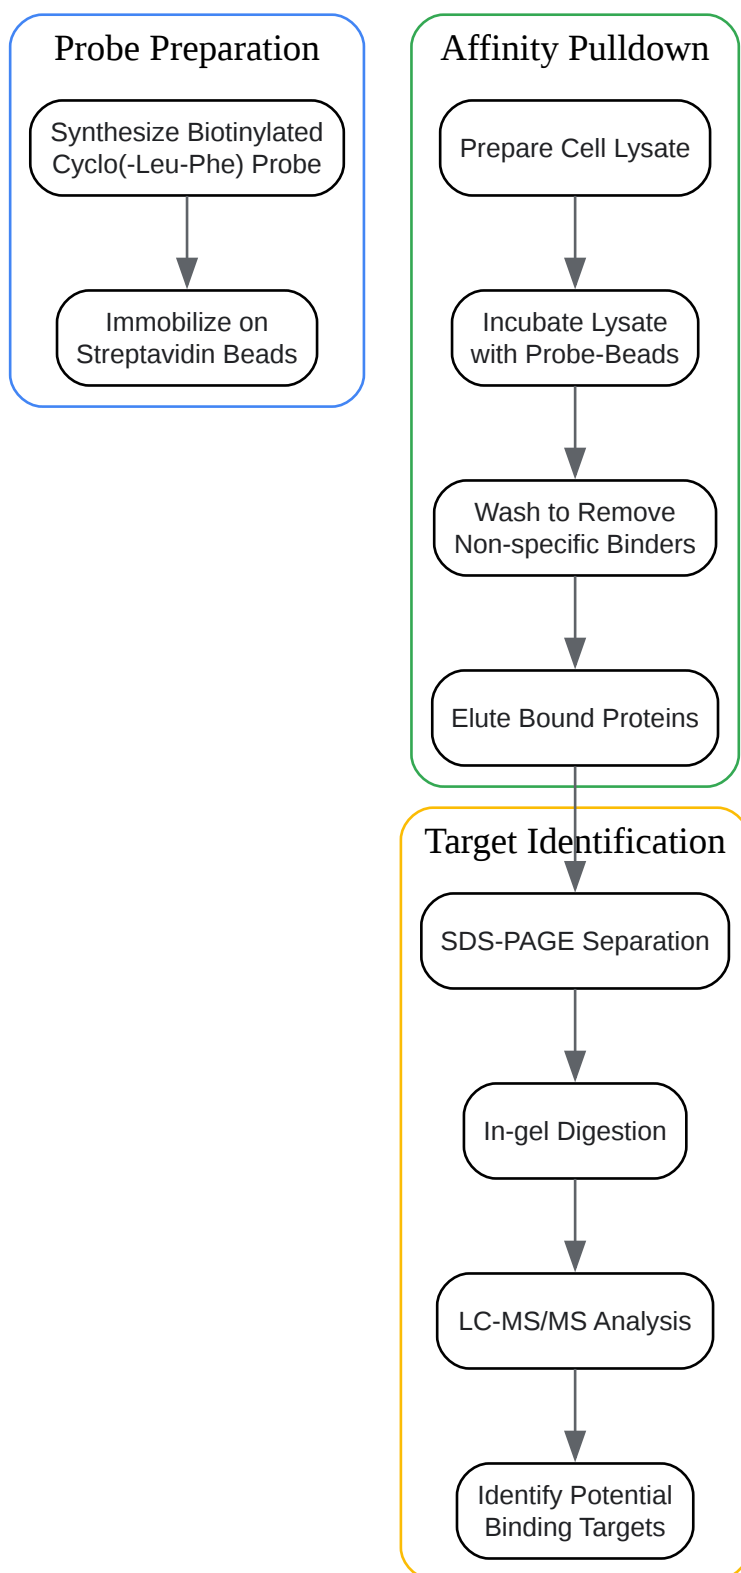 Probe Preparation
Synthesize Biotinylated
Cyclo(-Leu-Phe) Probe
Immobilize on
Streptavidin Beads
Affinity Pulldown
Prepare Cell Lysate
Incubate Lysate
with Probe-Beads
Wash to Remove
Non-specific Binders
Elute Bound Proteins
Target Identification
SDS-PAGE Separation
In-gel Digestion
LC-MS/MS Analysis
Identify Potential
Binding Targets